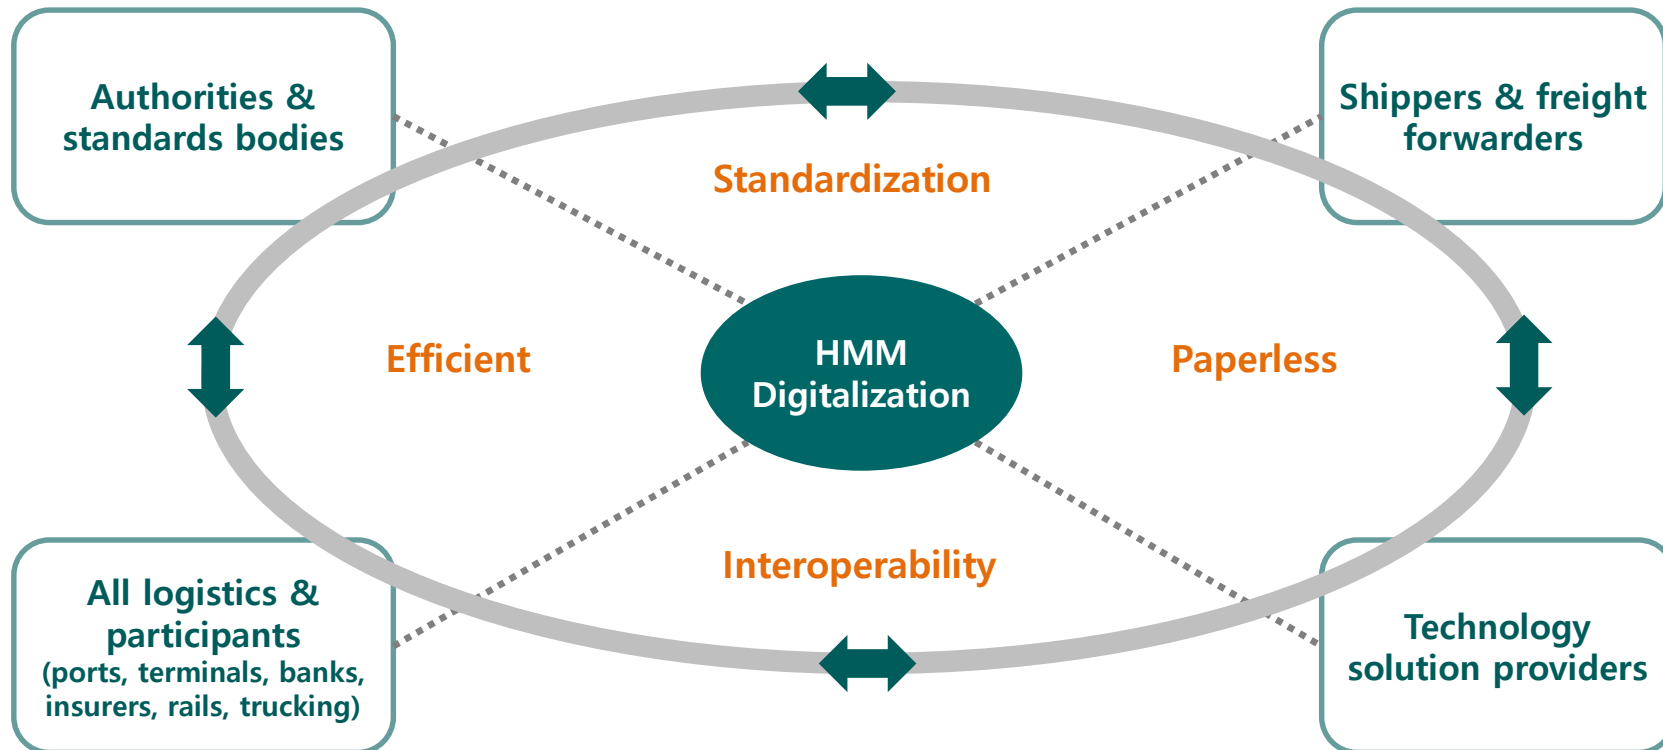 Authorities &
standards bodies
Shippers & freight
forwarders
Standardization
Efficient
HMM
Digitalization
Paperless
Interoperability
All logistics &
participants
(ports, terminals, banks,
insurers, rails, trucking)
Technology
solution providers